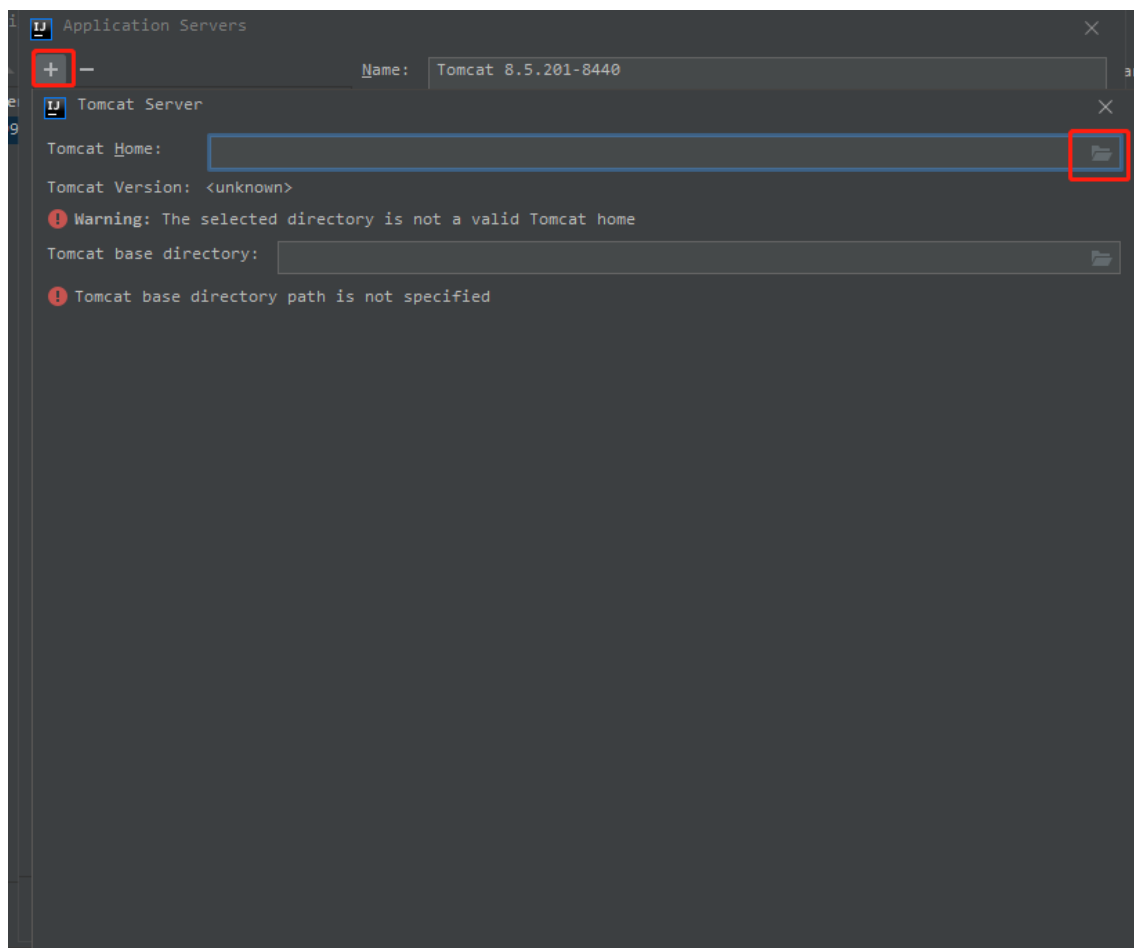 Application Servers
+ − Name: Tomcat 8.5.201-8440
Tomcat Server
Tomcat Home:
Tomcat Version: <unknown>
Warning: The selected directory is not a valid Tomcat home
Tomcat base directory:
Tomcat base directory path is not specified